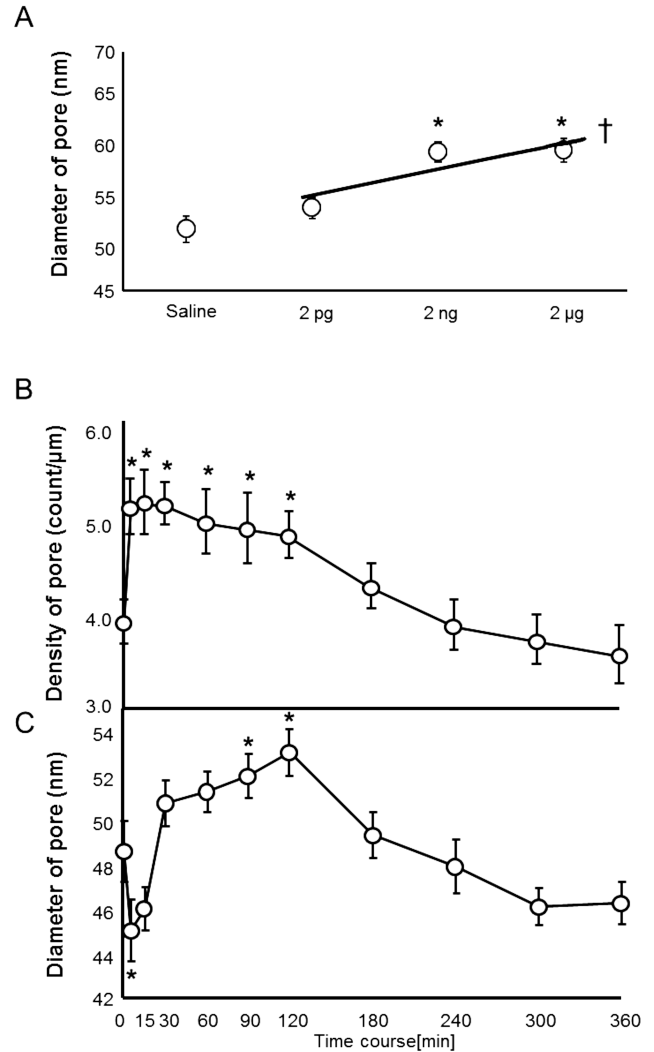 A
Diameter of pore (nm)
70
65
60
55
50
45
* * †
Saline 2 pg 2 ng 2 µg
B
Density of pore (count/µm)
6.0
5.0
4.0
3.0
* * * * * *
C
Diameter of pore (nm)
54
52
50
48
46
44
42
* * *
0 15 30 60 90 120 180 240 300 360
Time course[min]